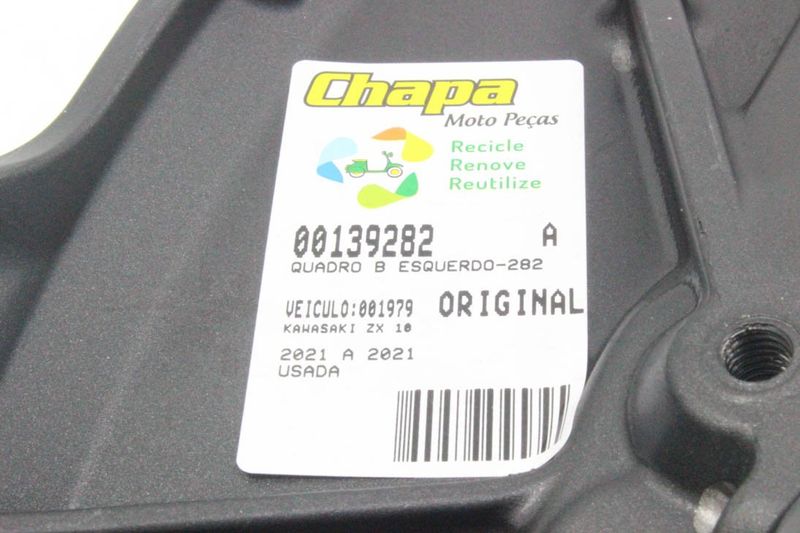 Chapa
Moto Peças
Recicle
Renove
Reutilize
00139282 A
QUADRO B ESQUERDO-282
VEICULO:001979 ORIGINAL
KAWASAKI ZX 10
2021 A 2021
USADA